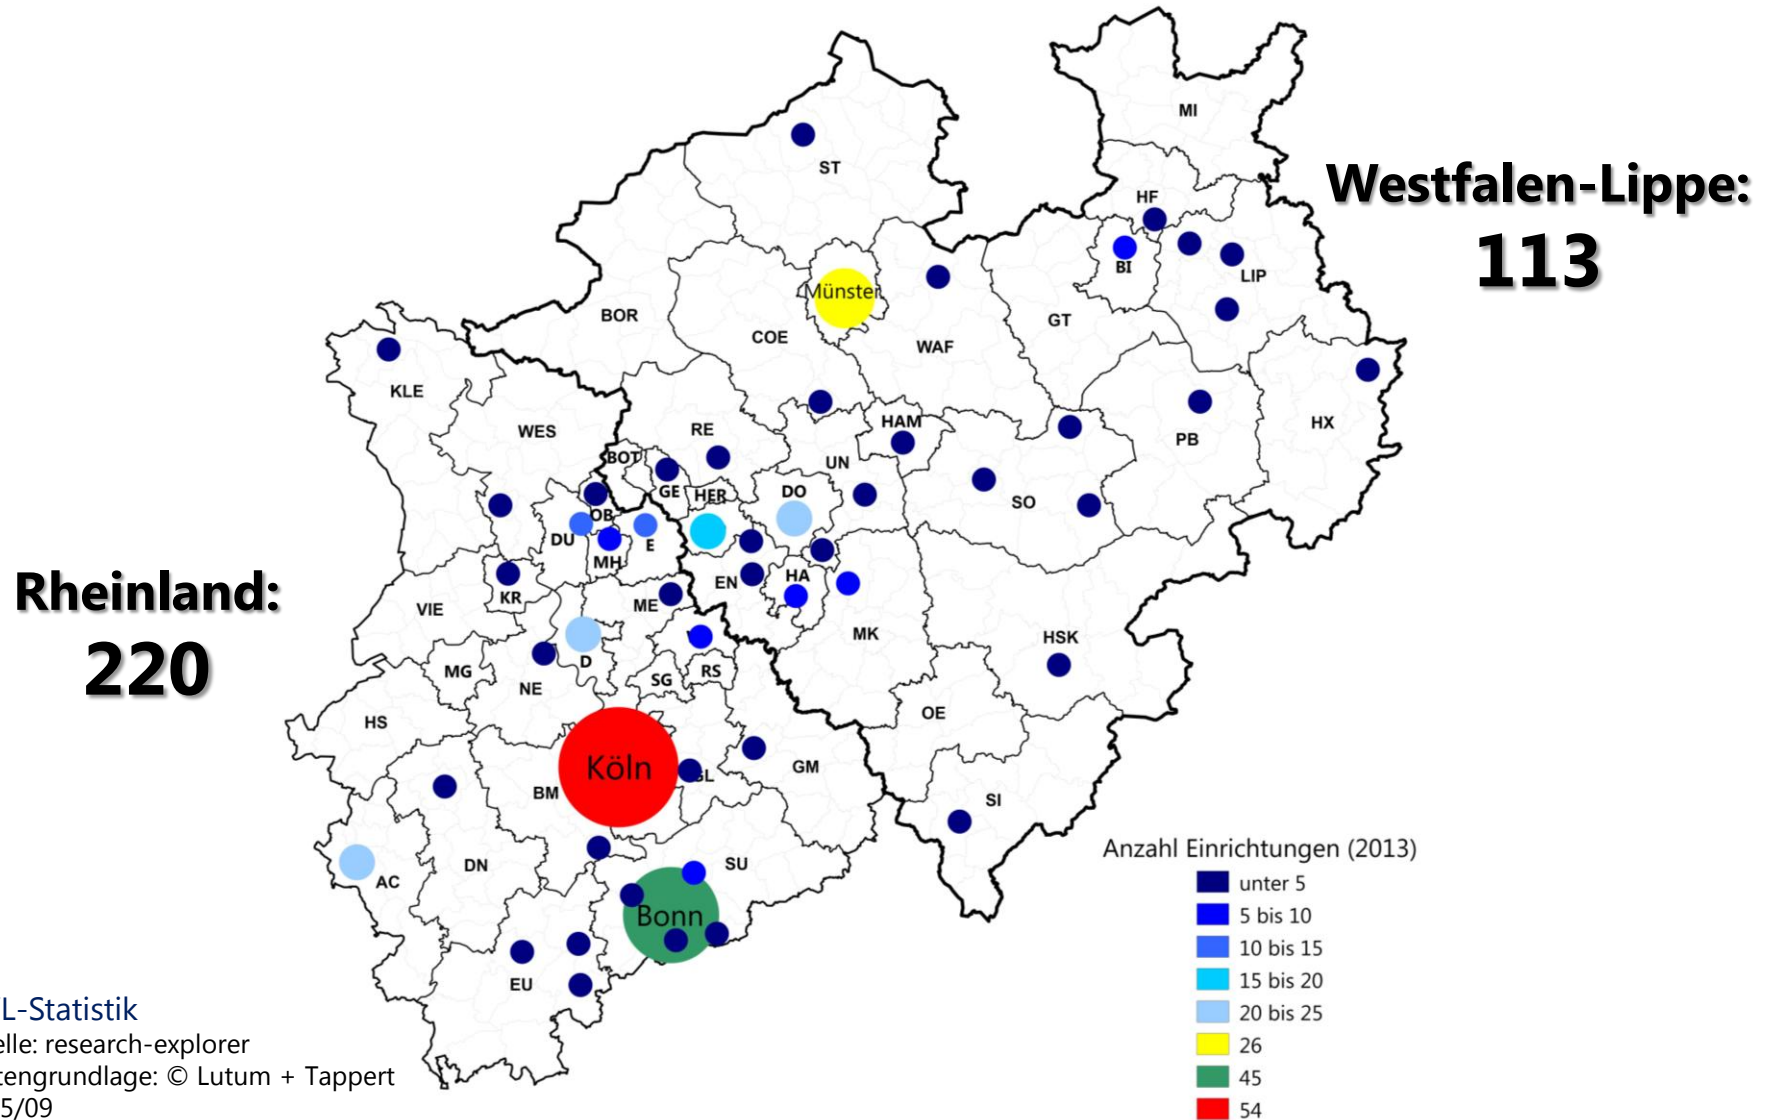 MI
ST
Westfalen-Lippe:
113
HF
BI
LIP
Münster
BOR
GT
COE
WAF
KLE
WES
RE
HAM
HX
PB
BOT
UN
GE
HER
DO
SO
OB
DU
E
MH
Rheinland:
220
EN
HA
KR
ME
VIE
MK
HSK
D
MG
SG
RS
NE
OE
HS
Köln
GM
BM
SI
Anzahl Einrichtungen (2013)
SU
DN
AC
unter 5
Bonn
5 bis 10
10 bis 15
EU
15 bis 20
L-Statistik
20 bis 25
elle: research-explorer
26
tengrundlage: © Lutum + Tappert
45
5/09
54